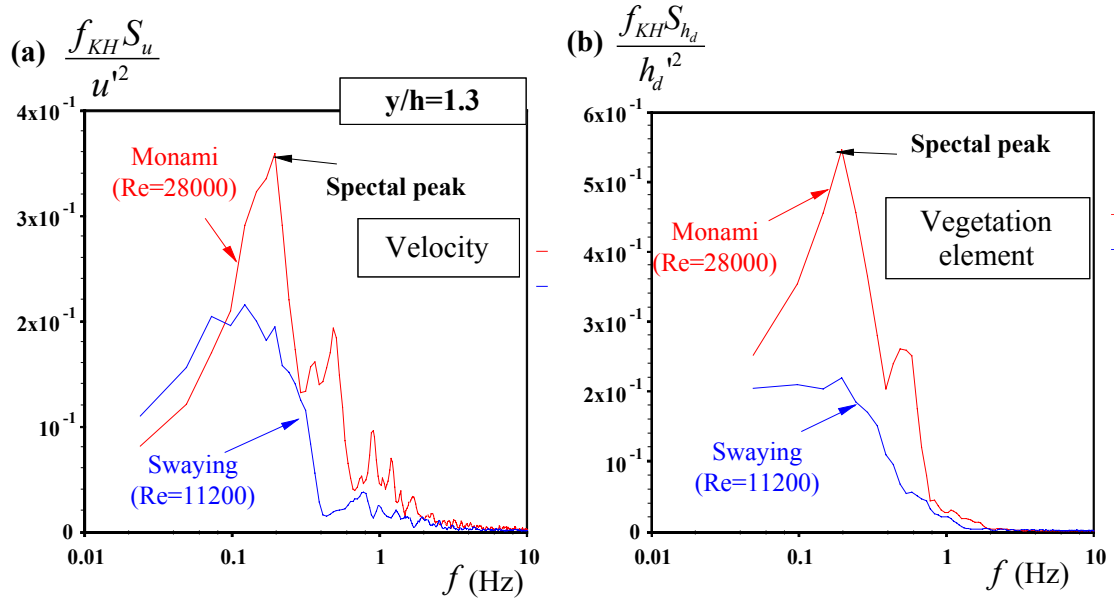 (a) f_KH S_u / u'²
y/h=1.3
4x10⁻¹
3x10⁻¹
2x10⁻¹
10⁻¹
0
Monami
(Re=28000)
Spectal peak
Velocity
Swaying
(Re=11200)
0.01 0.1 1 10
f (Hz)
(b) f_KH S_h_d / h_d'²
6x10⁻¹
5x10⁻¹
4x10⁻¹
3x10⁻¹
2x10⁻¹
10⁻¹
0
Spectal peak
Monami
(Re=28000)
Vegetation
element
Swaying
(Re=11200)
0.01 0.1 1 10
f (Hz)